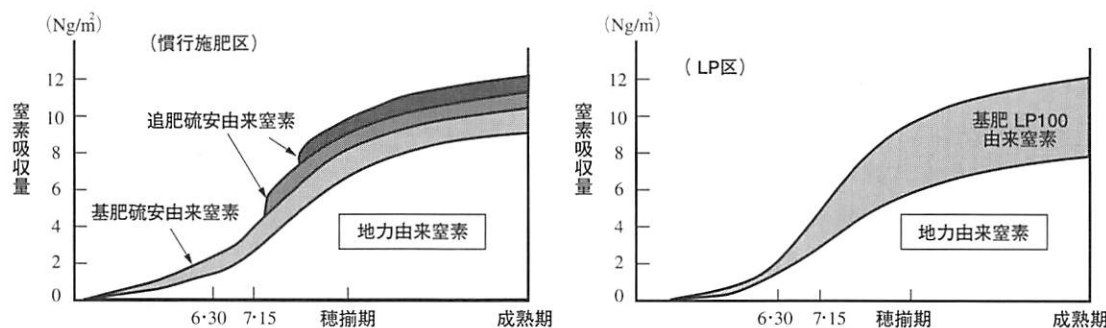 (Ng/m²)
(慣行施肥区)
12
10
8
6
4
2
0
窒素吸収量
追肥硫安由来窒素
基肥硫安由来窒素
地力由来窒素
6·30
7·15
穂揃期
成熟期
(Ng/m²)
( LP区)
12
10
8
6
4
2
0
窒素吸収量
基肥 LP100
由来窒素
地力由来窒素
6·30
7·15
穂揃期
成熟期